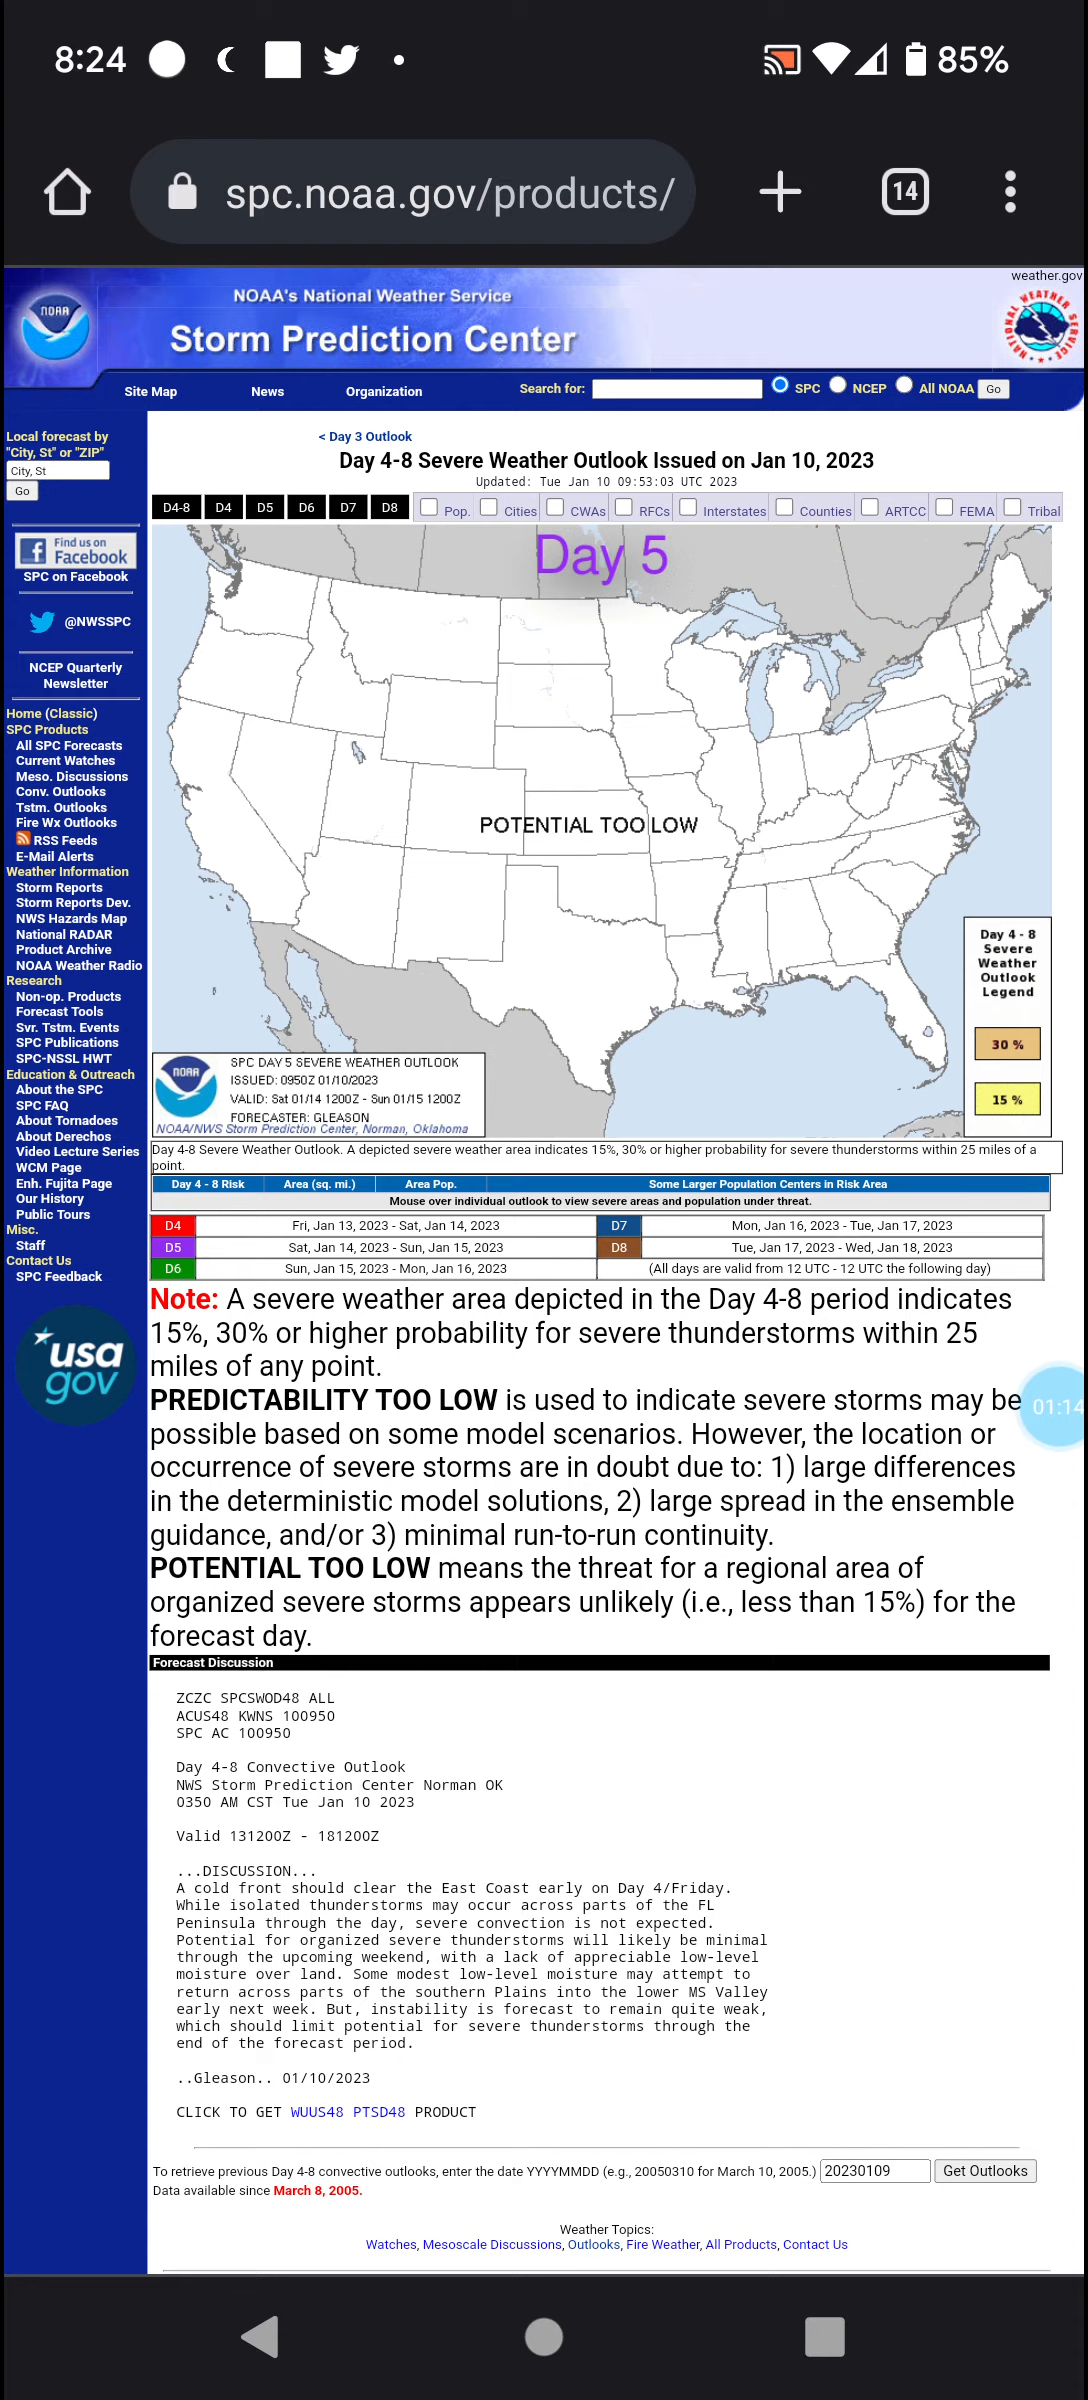 8:24
85%
spc.noaa.gov/products/
14
weather.gov
NOAA's National Weather Service
Storm Prediction Center
Site Map News Organization Search for: SPC NCEP All NOAA Go
Local forecast by
"City, St" or "ZIP"
City, St
Go
Find us on
Facebook
SPC on Facebook
@NWSSPC
NCEP Quarterly
Newsletter
Home (Classic)
SPC Products
All SPC Forecasts
Current Watches
Meso. Discussions
Conv. Outlooks
Tstm. Outlooks
Fire Wx Outlooks
RSS Feeds
E-Mail Alerts
Weather Information
Storm Reports
Storm Reports Dev.
NWS Hazards Map
National RADAR
Product Archive
NOAA Weather Radio
Research
Non-op. Products
Forecast Tools
Svr. Tstm. Events
SPC Publications
SPC-NSSL HWT
Education & Outreach
About the SPC
SPC FAQ
About Tornadoes
About Derechos
Video Lecture Series
WCM Page
Enh. Fujita Page
Our History
Public Tours
Misc.
Staff
Contact Us
SPC Feedback
usa
gov
< Day 3 Outlook
Day 4-8 Severe Weather Outlook Issued on Jan 10, 2023
Updated: Tue Jan 10 09:53:03 UTC 2023
D4-8 D4 D5 D6 D7 D8 Pop. Cities CWAs RFCs Interstates Counties ARTCC FEMA Tribal
Day 5
POTENTIAL TOO LOW
Day 4 - 8
Severe
Weather
Outlook
Legend
30 %
15 %
NOAA
SPC DAY 5 SEVERE WEATHER OUTLOOK
ISSUED: 0950Z 01/10/2023
VALID: Sat 01/14 1200Z - Sun 01/15 1200Z
FORECASTER: GLEASON
NOAA/NWS Storm Prediction Center, Norman, Oklahoma
Day 4-8 Severe Weather Outlook. A depicted severe weather area indicates 15%, 30% or higher probability for severe thunderstorms within 25 miles of a
point.
Day 4 - 8 Risk Area (sq. mi.) Area Pop. Some Larger Population Centers in Risk Area
Mouse over individual outlook to view severe areas and population under threat.
D4 Fri, Jan 13, 2023 - Sat, Jan 14, 2023 D7 Mon, Jan 16, 2023 - Tue, Jan 17, 2023
D5 Sat, Jan 14, 2023 - Sun, Jan 15, 2023 D8 Tue, Jan 17, 2023 - Wed, Jan 18, 2023
D6 Sun, Jan 15, 2023 - Mon, Jan 16, 2023 (All days are valid from 12 UTC - 12 UTC the following day)
Note: A severe weather area depicted in the Day 4-8 period indicates
15%, 30% or higher probability for severe thunderstorms within 25
miles of any point.
PREDICTABILITY TOO LOW is used to indicate severe storms may be
01:14
possible based on some model scenarios. However, the location or
occurrence of severe storms are in doubt due to: 1) large differences
in the deterministic model solutions, 2) large spread in the ensemble
guidance, and/or 3) minimal run-to-run continuity.
POTENTIAL TOO LOW means the threat for a regional area of
organized severe storms appears unlikely (i.e., less than 15%) for the
forecast day.
Forecast Discussion
ZCZC SPCSWOD48 ALL
ACUS48 KWNS 100950
SPC AC 100950
Day 4-8 Convective Outlook
NWS Storm Prediction Center Norman OK
0350 AM CST Tue Jan 10 2023
Valid 131200Z - 181200Z
...DISCUSSION...
A cold front should clear the East Coast early on Day 4/Friday.
While isolated thunderstorms may occur across parts of the FL
Peninsula through the day, severe convection is not expected.
Potential for organized severe thunderstorms will likely be minimal
through the upcoming weekend, with a lack of appreciable low-level
moisture over land. Some modest low-level moisture may attempt to
return across parts of the southern Plains into the lower MS Valley
early next week. But, instability is forecast to remain quite weak,
which should limit potential for severe thunderstorms through the
end of the forecast period.
..Gleason.. 01/10/2023
CLICK TO GET WUUS48 PTSD48 PRODUCT
To retrieve previous Day 4-8 convective outlooks, enter the date YYYYMMDD (e.g., 20050310 for March 10, 2005.) 20230109 Get Outlooks
Data available since March 8, 2005.
Weather Topics:
Watches, Mesoscale Discussions, Outlooks, Fire Weather, All Products, Contact Us